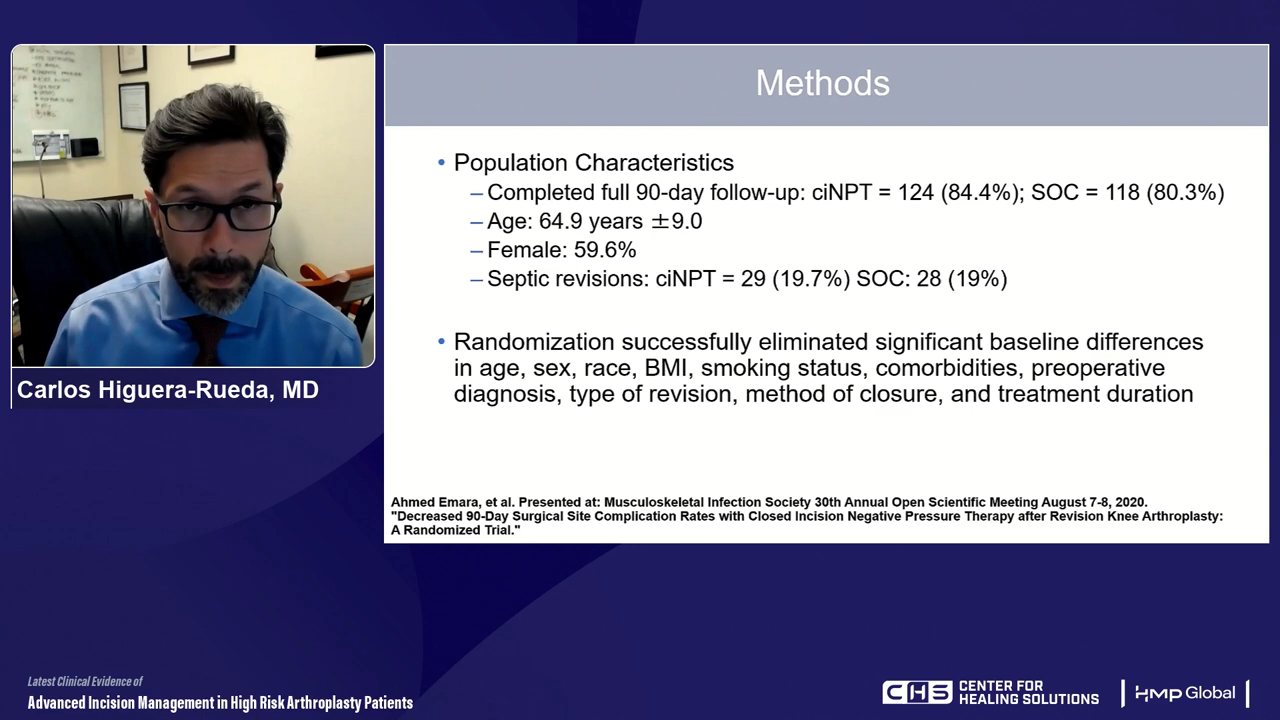 Methods
• Population Characteristics
– Completed full 90-day follow-up: ciNPT = 124 (84.4%); SOC = 118 (80.3%)
– Age: 64.9 years ±9.0
– Female: 59.6%
– Septic revisions: ciNPT = 29 (19.7%) SOC: 28 (19%)
• Randomization successfully eliminated significant baseline differences
in age, sex, race, BMI, smoking status, comorbidities, preoperative
diagnosis, type of revision, method of closure, and treatment duration
Ahmed Emara, et al. Presented at: Musculoskeletal Infection Society 30th Annual Open Scientific Meeting August 7-8, 2020.
"Decreased 90-Day Surgical Site Complication Rates with Closed Incision Negative Pressure Therapy after Revision Knee Arthroplasty:
A Randomized Trial."
Carlos Higuera-Rueda, MD
Latest Clinical Evidence of
Advanced Incision Management in High Risk Arthroplasty Patients
CHS CENTER FOR
HEALING SOLUTIONS
HMP Global